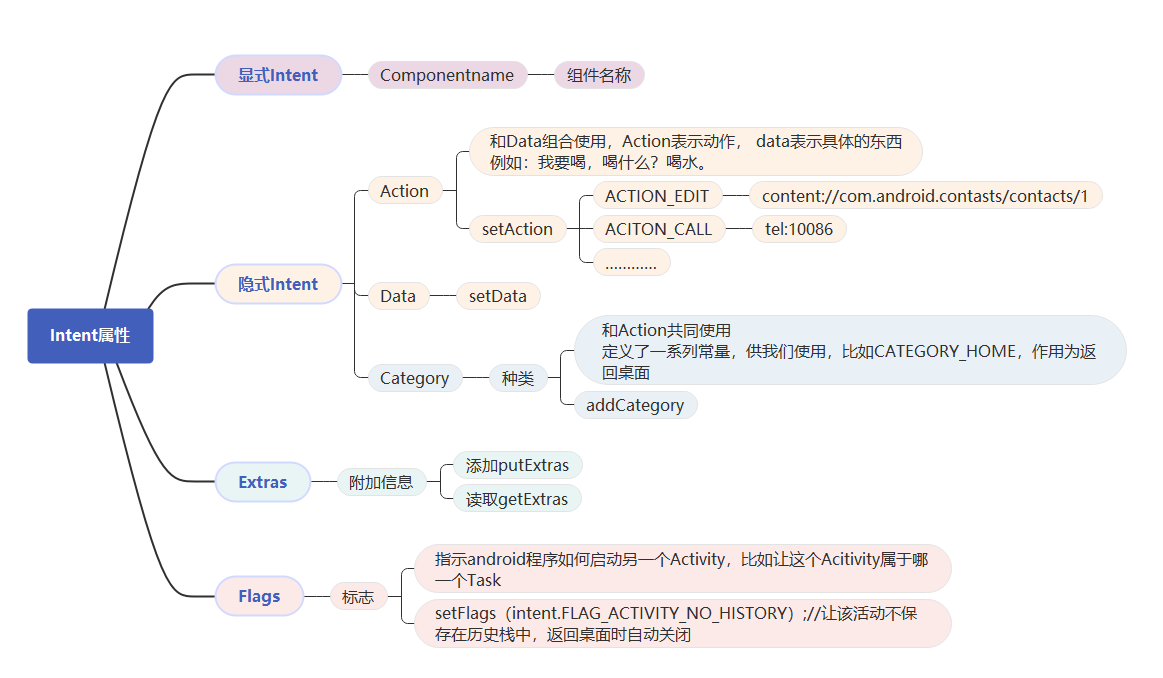 显式Intent
Componentname
组件名称
和Data组合使用，Action表示动作， data表示具体的东西
例如：我要喝，喝什么？喝水。
Action
ACTION_EDIT
content://com.android.contasts/contacts/1
setAction
ACITON_CALL
tel:10086
............
隐式Intent
Data
setData
Intent属性
和Action共同使用
定义了一系列常量，供我们使用，比如CATEGORY_HOME，作用为返
回桌面
Category
种类
addCategory
添加putExtras
Extras
附加信息
读取getExtras
指示android程序如何启动另一个Activity，比如让这个Acitivity属于哪
一个Task
Flags
标志
setFlags（intent.FLAG_ACTIVITY_NO_HISTORY）;//让该活动不保
存在历史栈中，返回桌面时自动关闭